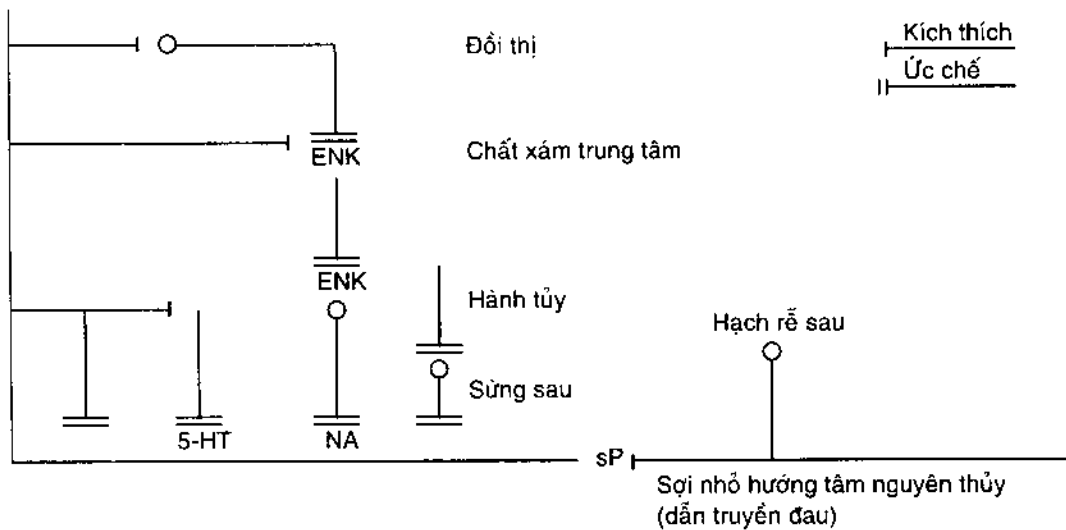 Đồi thị
Kích thích
Ức chế
ENK
Chất xám trung tâm
ENK
Hành tủy
Hạch rễ sau
Sừng sau
5-HT
NA
sP
Sợi nhỏ hướng tâm nguyên thủy
(dẫn truyền đau)